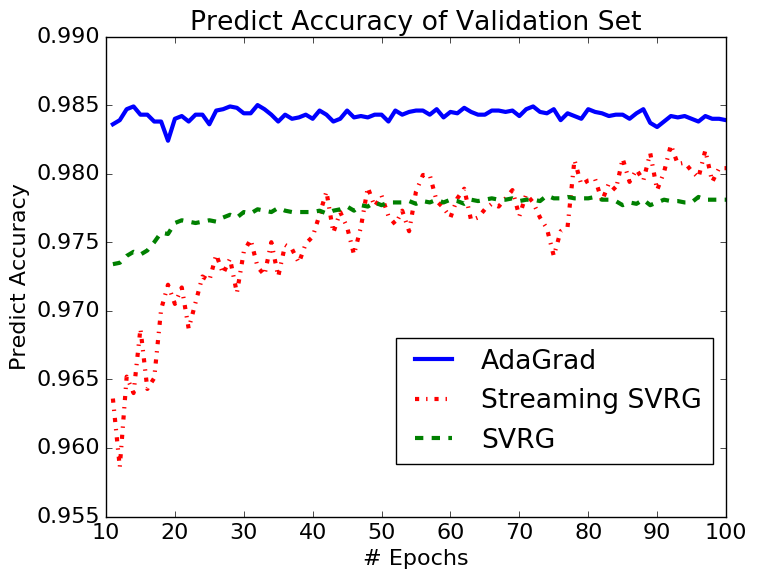 Predict Accuracy of Validation Set
0.990
0.985
0.980
0.975
0.970
0.965
0.960
0.955
Predict Accuracy
AdaGrad
Streaming SVRG
SVRG
10 20 30 40 50 60 70 80 90 100
# Epochs